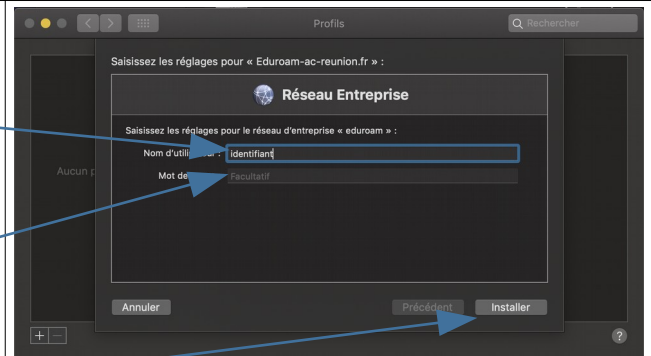 Profils
Rechercher
Saisissez les réglages pour « Eduroam-ac-reunion.fr » :
Réseau Entreprise
Saisissez les réglages pour le réseau d'entreprise « eduroam » :
Nom d'utilisateur : identifiant
Mot de
Facultatif
Aucun
Annuler
Précédent
Installer
?